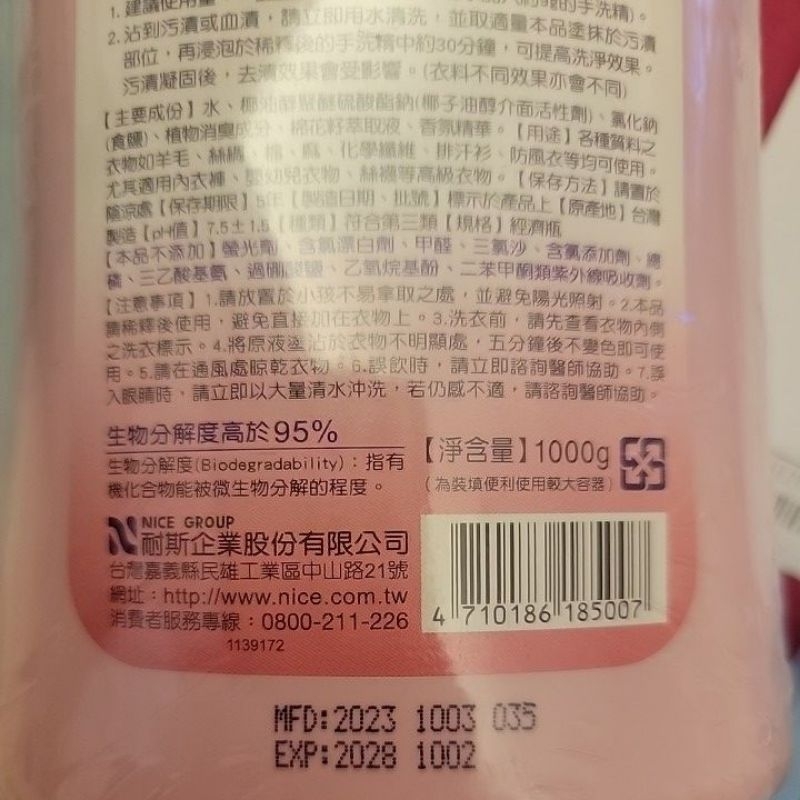 1.建議使用量
2.沾到污漬或血漬，請立即用水清洗，並取適量本品塗抹於污漬
部位，再浸泡於稀釋後的手洗精中約30分鐘，可提高洗淨效果。
污漬凝固後，去漬效果會受影響。(衣料不同效果亦會不同)
【主要成份】水、椰油醇聚醚硫酸酯鈉(椰子油醇介面活性劑)、氯化鈉
(食鹽)、植物消臭成分、棉花籽萃取液、香氛精華。【用途】各種質料之
衣物如羊毛、絲綢、棉、麻、化學纖維、排汗衫、防風衣等均可使用。
尤其適用內衣褲、嬰幼兒衣物、絲襪等高級衣物。【保存方法】請置於
陰涼處【保存期限】5年【製造日期、批號】標示於產品上【原產地】台灣
製造【pH值】7.5±1.5【種類】符合第三類【規格】經濟瓶
【本品不添加】螢光劑、含氯漂白劑、甲醛、三氯沙、含氯添加劑、總
磷、三乙酸基氨、過硼酸鹽、乙氧烷基酚、二苯甲酮類紫外線吸收劑。
【注意事項】1.請放置於小孩不易拿取之處，並避免陽光照射。2.本品
請稀釋後使用，避免直接加在衣物上。3.洗衣前，請先查看衣物內側
之洗衣標示。4.將原液塗沾於衣物不明顯處，五分鐘後不變色即可使
用。5.請在通風處晾乾衣物。6.誤飲時，請立即諮詢醫師協助。7.誤
入眼睛時，請立即以大量清水沖洗，若仍感不適，請諮詢醫師協助。
生物分解度高於95%
生物分解度(Biodegradability)：指有
機化合物能被微生物分解的程度。
【淨含量】1000g
(為裝填便利使用較大容器)
NICE GROUP
耐斯企業股份有限公司
台灣嘉義縣民雄工業區中山路21號
網址：http://www.nice.com.tw
消費者服務專線：0800-211-226
1139172
4 710186 185007
MFD:2023 1003 035
EXP:2028 1002